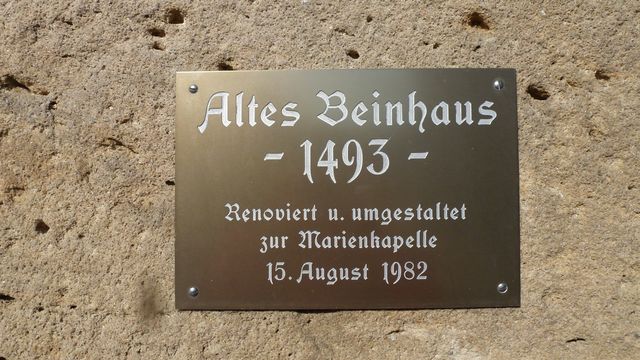 Altes Beinhaus
- 1493 -
Renoviert u. umgestaltet
zur Marienkapelle
15. August 1982